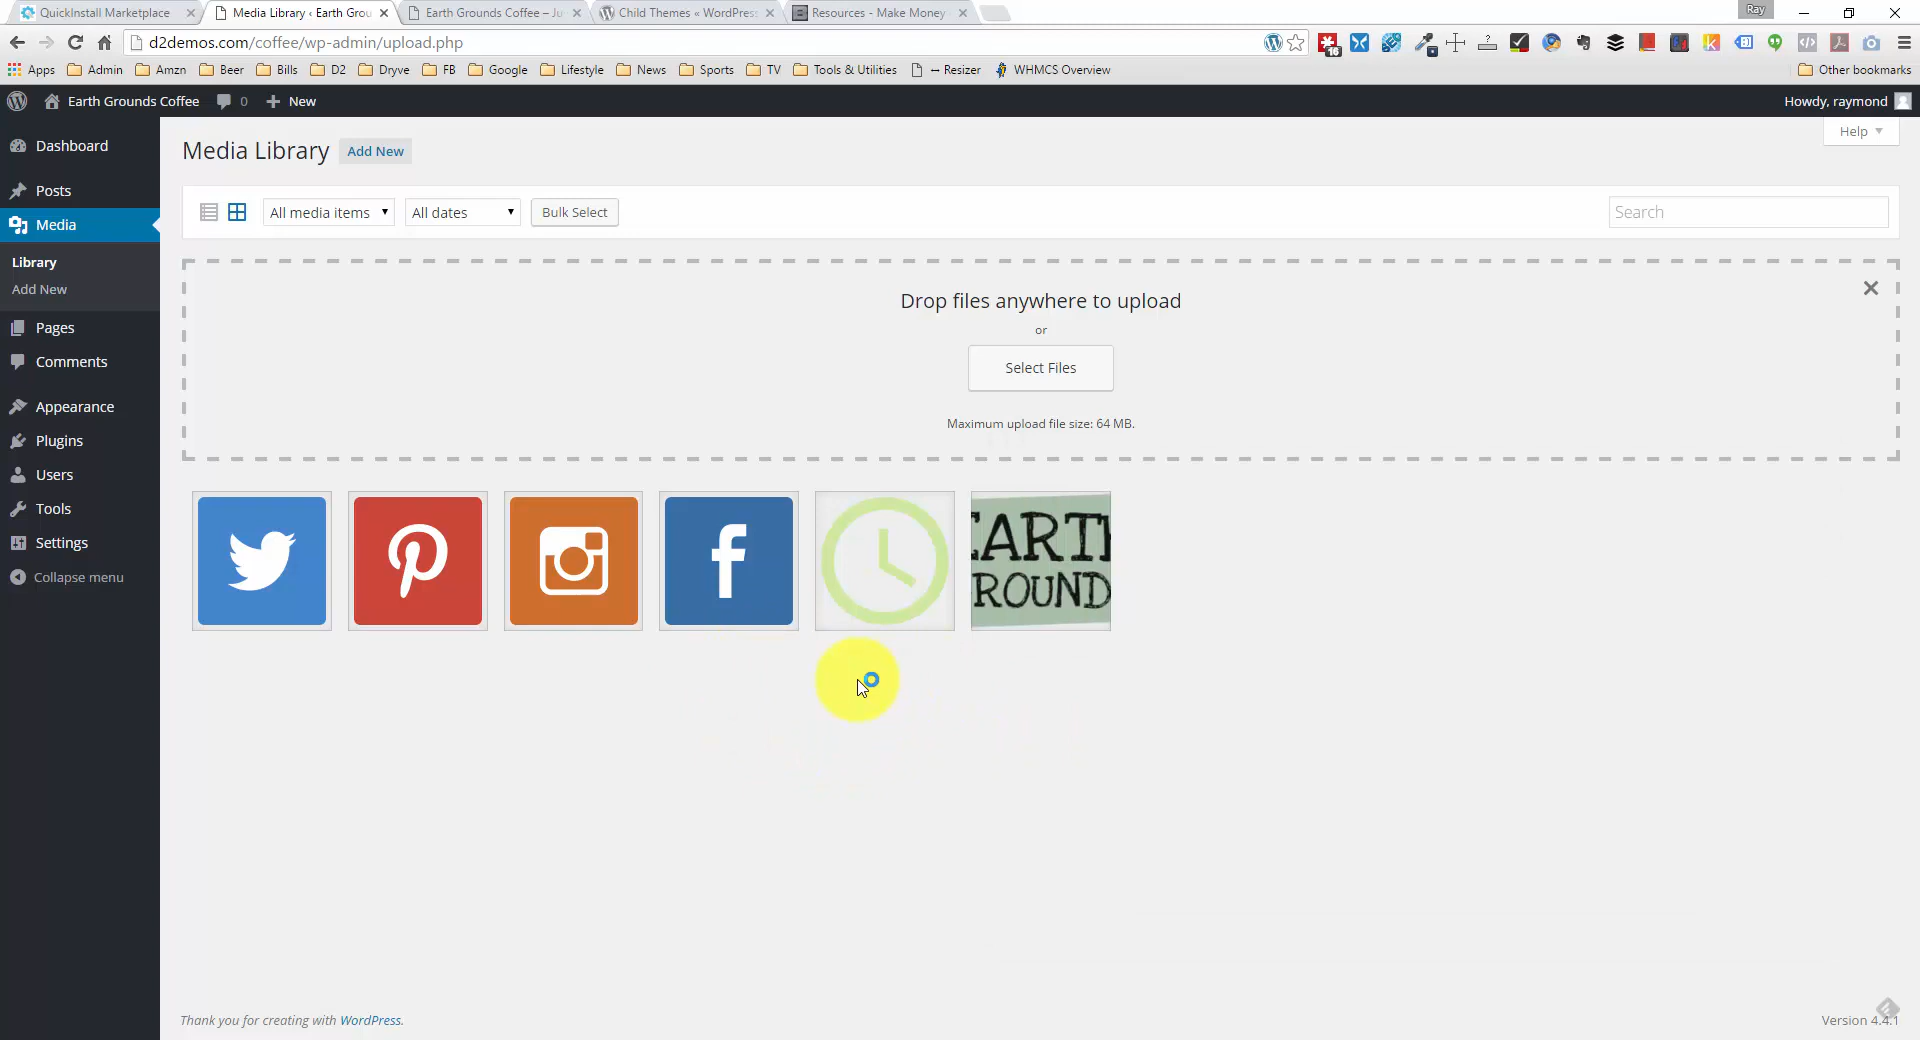 QuickInstall Marketplace
Media Library ‹ Earth Grou
Earth Grounds Coffee – Ju
Child Themes « WordPress
Resources - Make Money
Ray
d2demos.com/coffee/wp-admin/upload.php
16
Apps
Admin
Amzn
Beer
Bills
D2
Dryve
FB
Google
Lifestyle
News
Sports
TV
Tools & Utilities
-- Resizer
WHMCS Overview
Other bookmarks
Earth Grounds Coffee
0
New
Howdy, raymond
Dashboard
Posts
Media
Library
Add New
Pages
Comments
Appearance
Plugins
Users
Tools
Settings
Collapse menu
Media Library
Add New
Help
All media items
All dates
Bulk Select
Search
Drop files anywhere to upload
or
Select Files
Maximum upload file size: 64 MB.
EARTH
ROUND
Thank you for creating with WordPress.
Version 4.4.1